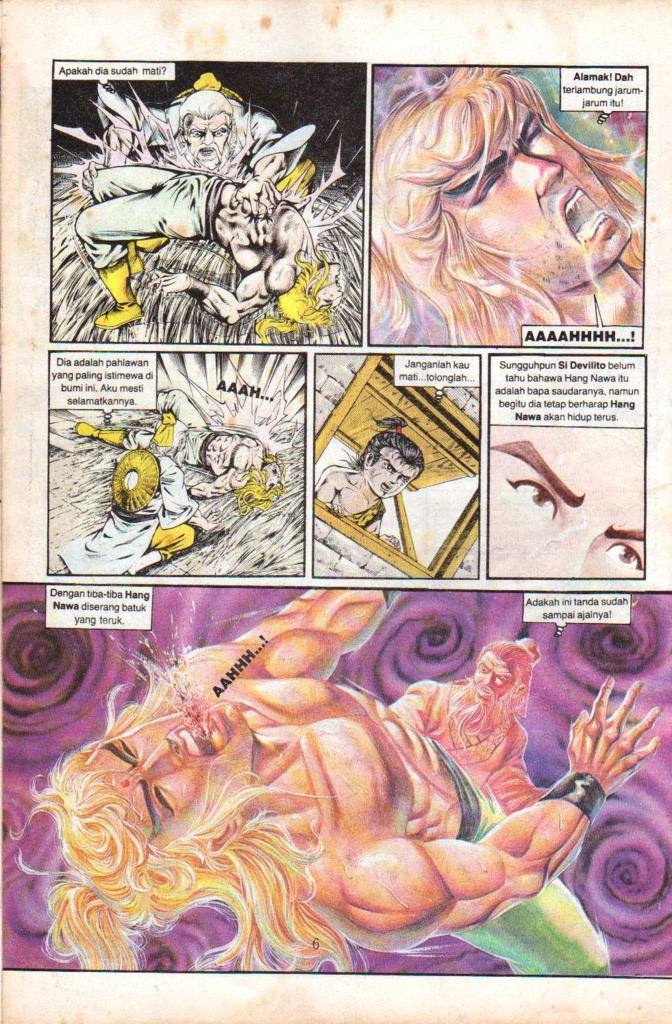 Apakah dia sudah mati?
Alamak! Dah
terlambung jarum-
jarum itu!
AAAAHHHH...!
Dia adalah pahlawan
yang paling istimewa di
bumi ini. Aku mesti
selamatkannya.
AAAH...
Janganlah kau
mati...tolonglah...
Sungguhpun Si Devilito belum
tahu bahawa Hang Nawa itu
adalah bapa saudaranya, namun
begitu dia tetap berharap Hang
Nawa akan hidup terus.
Dengan tiba-tiba Hang
Nawa diserang batuk
yang teruk.
AAHHH...!
Adakah ini tanda sudah
sampai ajalnya!
6